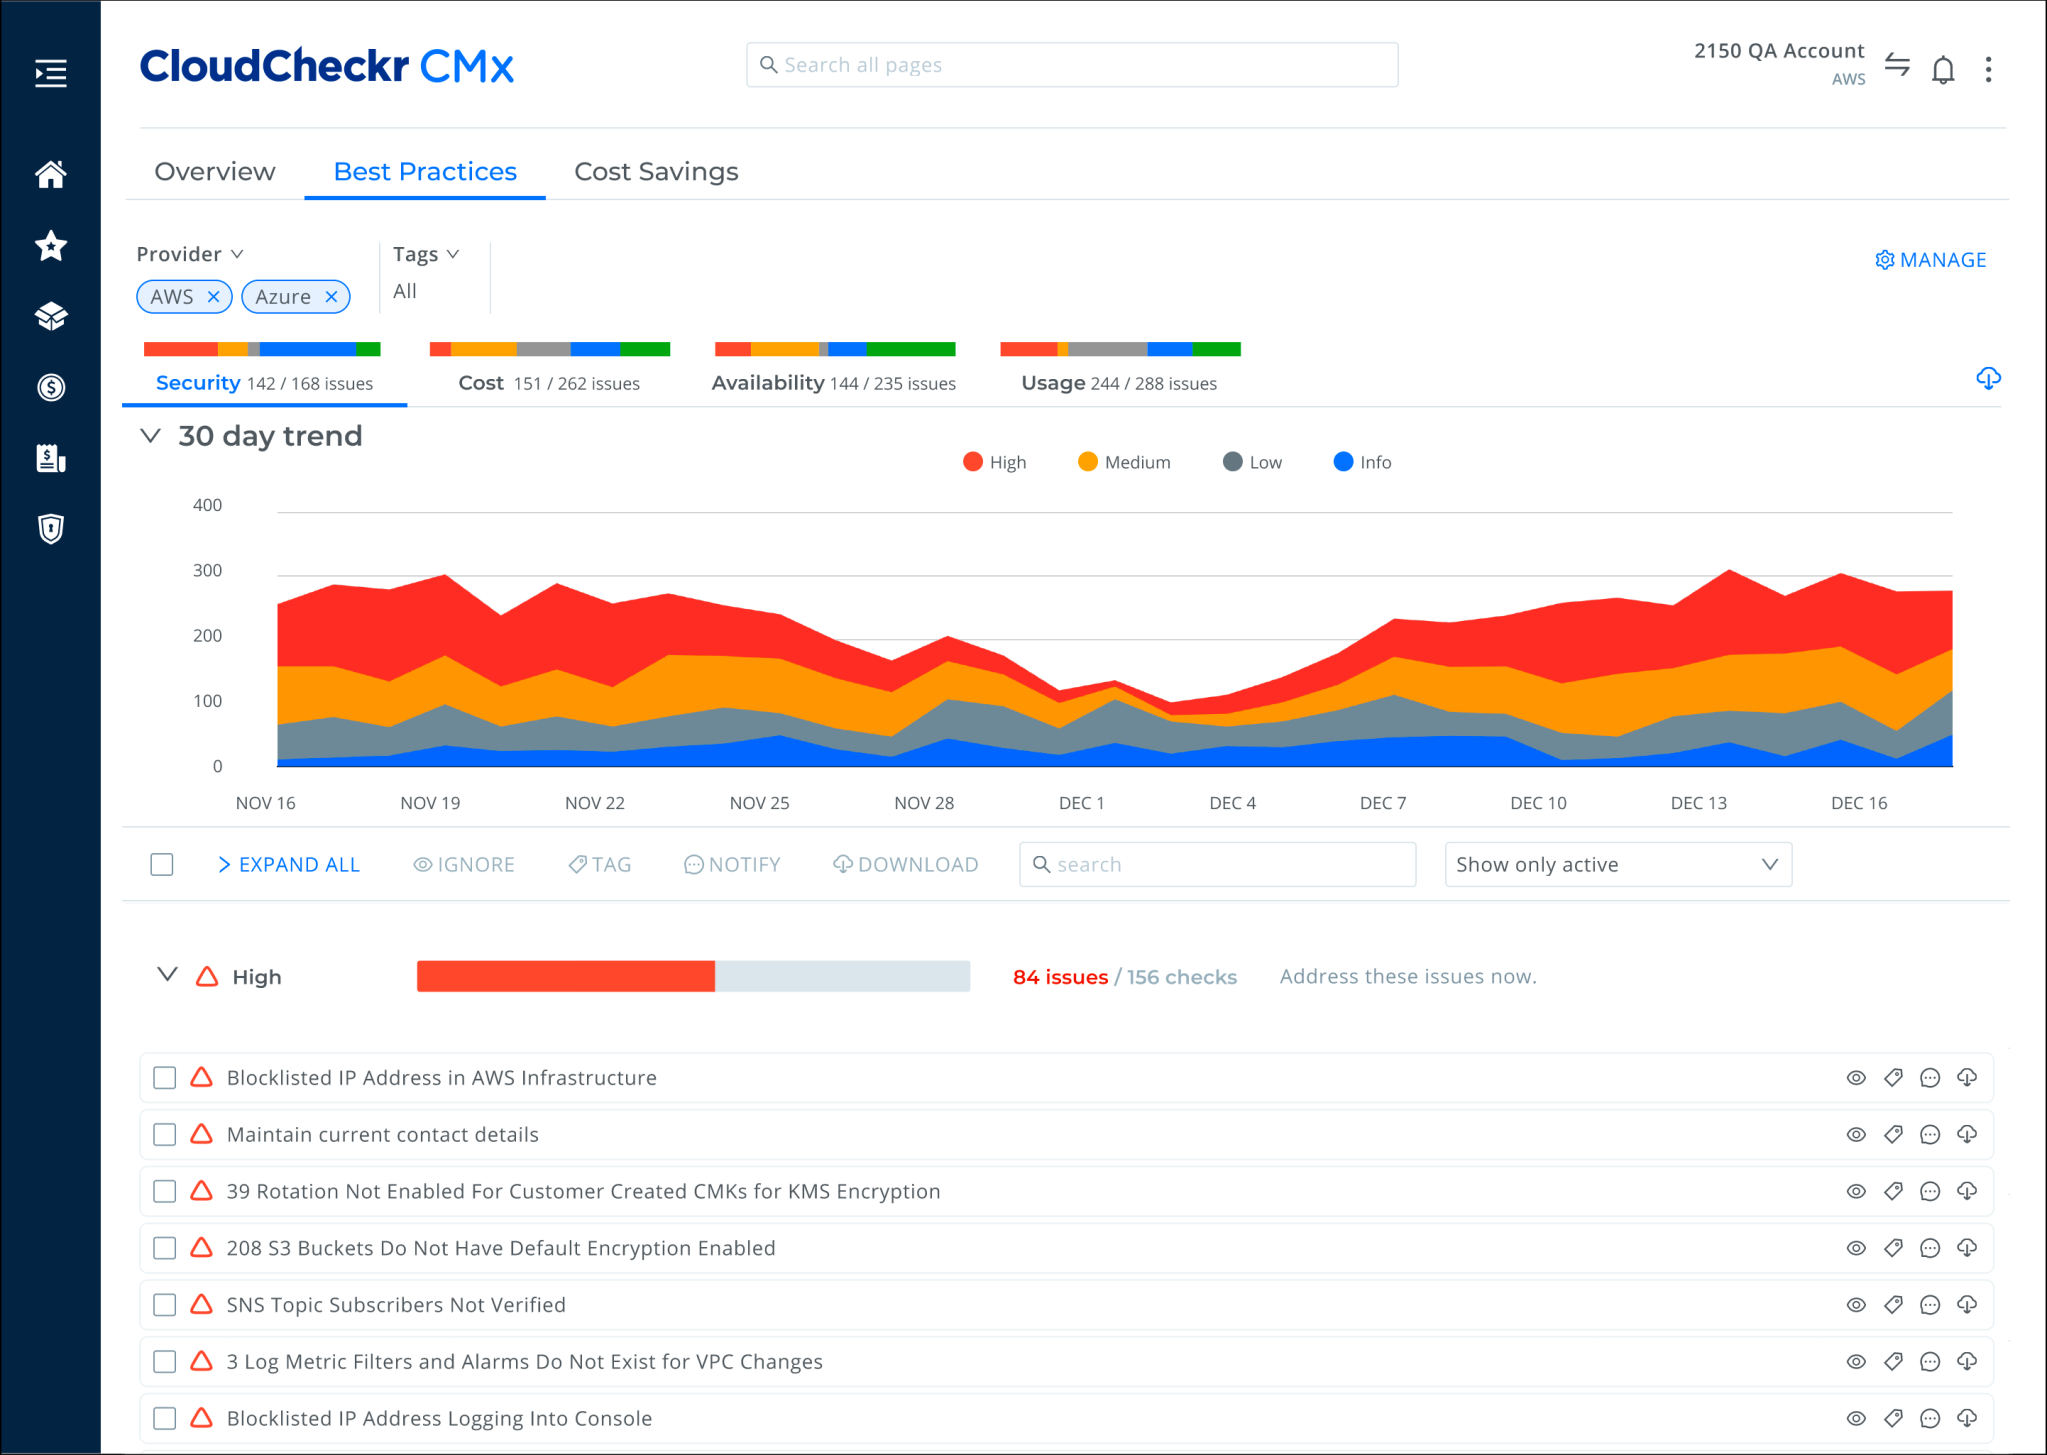 CloudCheckr CMx
Search all pages
2150 QA Account
AWS
Overview
Best Practices
Cost Savings
Provider
Tags
AWS
Azure
All
MANAGE
Security 142 / 168 issues
Cost 151 / 262 issues
Availability 144 / 235 issues
Usage 244 / 288 issues
30 day trend
High
Medium
Low
Info
400
300
200
100
0
NOV 16
NOV 19
NOV 22
NOV 25
NOV 28
DEC 1
DEC 4
DEC 7
DEC 10
DEC 13
DEC 16
EXPAND ALL
IGNORE
TAG
NOTIFY
DOWNLOAD
search
Show only active
High
84 issues / 156 checks
Address these issues now.
Blocklisted IP Address in AWS Infrastructure
Maintain current contact details
39 Rotation Not Enabled For Customer Created CMKs for KMS Encryption
208 S3 Buckets Do Not Have Default Encryption Enabled
SNS Topic Subscribers Not Verified
3 Log Metric Filters and Alarms Do Not Exist for VPC Changes
Blocklisted IP Address Logging Into Console